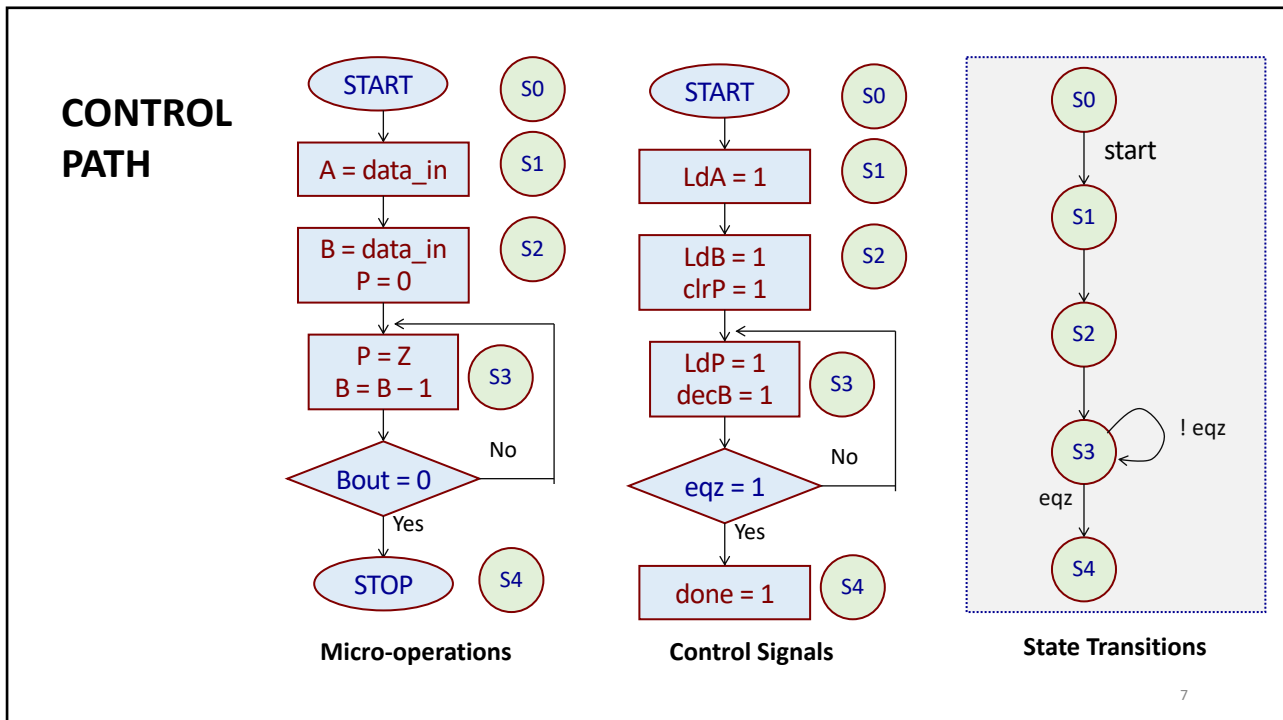 CONTROL
PATH
START
S0
A = data_in
S1
B = data_in
P = 0
S2
P = Z
B = B – 1
S3
No
Bout = 0
Yes
STOP
S4
Micro-operations
START
S0
LdA = 1
S1
LdB = 1
clrP = 1
S2
LdP = 1
decB = 1
S3
No
eqz = 1
Yes
done = 1
S4
Control Signals
S0
start
S1
S2
S3
! eqz
eqz
S4
State Transitions
7